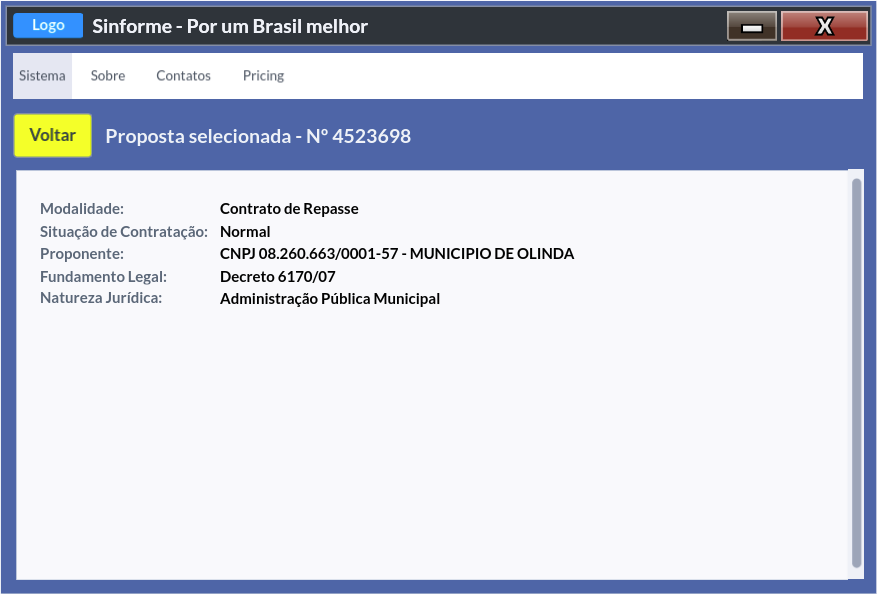 Logo Sinforme - Por um Brasil melhor X
Sistema Sobre Contatos Pricing
Voltar Proposta selecionada - Nº 4523698
Modalidade: Contrato de Repasse
Situação de Contratação: Normal
Proponente: CNPJ 08.260.663/0001-57 - MUNICIPIO DE OLINDA
Fundamento Legal: Decreto 6170/07
Natureza Jurídica: Administração Pública Municipal